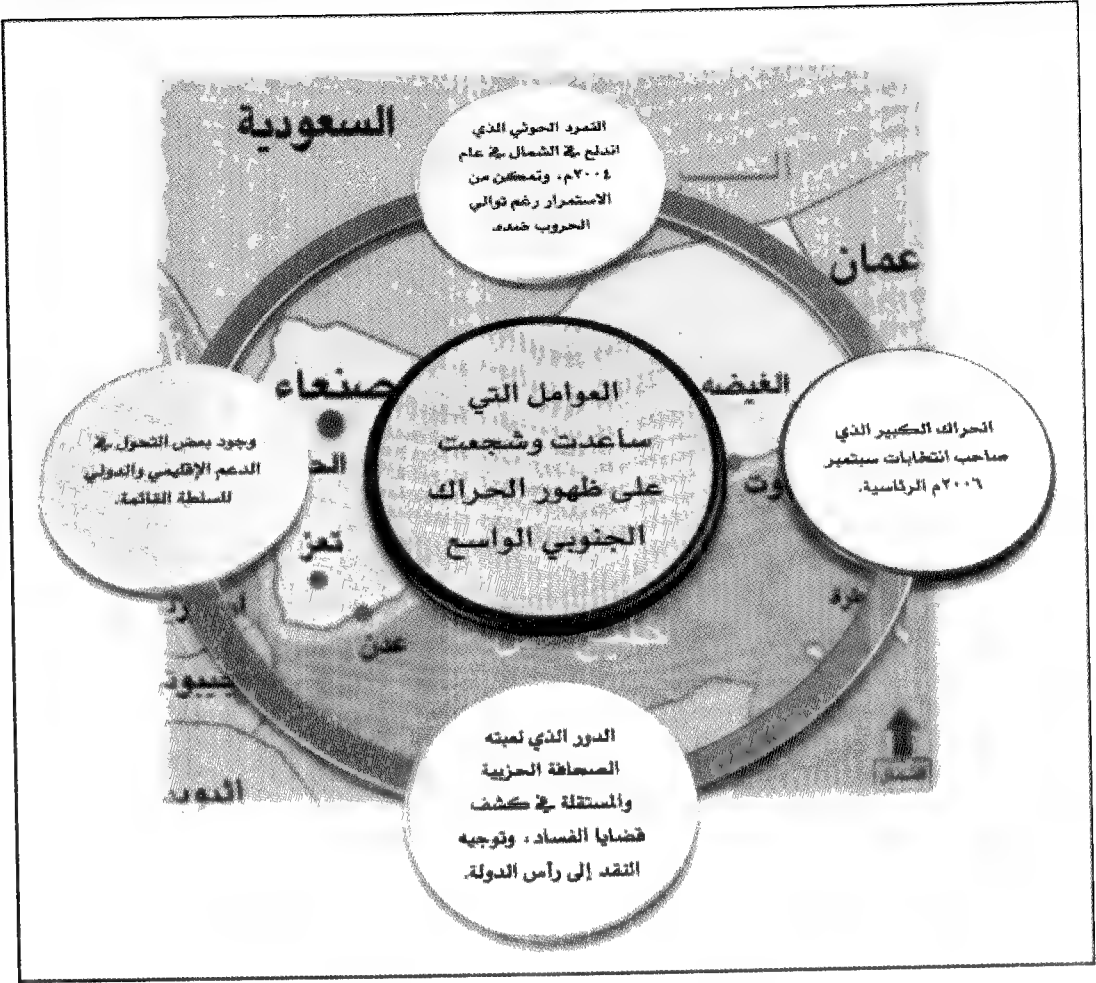 السعودية
التمرد الحوثي الذي
اندلع في الشمال في عام
٢٠٠٤م، وتمكن من
الاستمرار رغم توالي
الحروب ضده.
عمان
صنعاء
الغيضه
العوامل التي
ساعدت وشجعت
على ظهور الحراك
الجنوبي الواسع
الحراك الكبير الذي
صاحب انتخابات سبتمبر
٢٠٠٦م الرئاسية.
وجود بعض التحول في
الدعم الإقليمي والدولي
للسلطة القائمة.
تعز
عدن
الدور الذي لعبته
الصحافة الحزبية
والمستقلة في كشف
قضايا الفساد، وتوجيه
النقد إلى رأس الدولة.